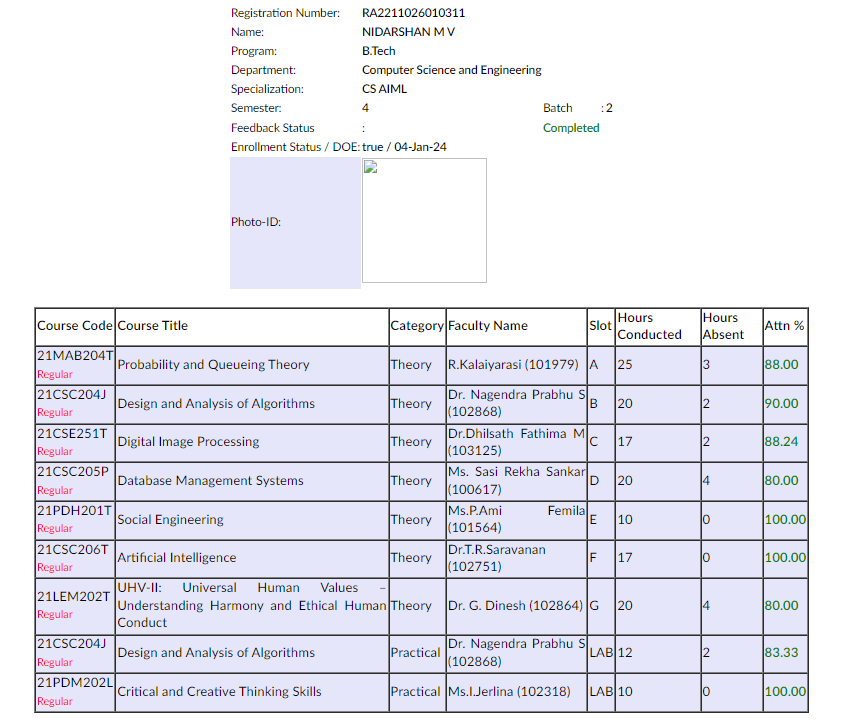 Registration Number: RA2211026010311
Name: NIDARSHAN M V
Program: B.Tech
Department: Computer Science and Engineering
Specialization: CS AIML
Semester: 4 Batch : 2
Feedback Status : Completed
Enrollment Status / DOE: true / 04-Jan-24
Photo-ID:
Course Code Course Title Category Faculty Name Slot Hours Conducted Hours Absent Attn %
21MAB204T Regular Probability and Queueing Theory Theory R.Kalaiyarasi (101979) A 25 3 88.00
21CSC204J Regular Design and Analysis of Algorithms Theory Dr. Nagendra Prabhu S (102868) B 20 2 90.00
21CSE251T Regular Digital Image Processing Theory Dr.Dhilsath Fathima M (103125) C 17 2 88.24
21CSC205P Regular Database Management Systems Theory Ms. Sasi Rekha Sankar (100617) D 20 4 80.00
21PDH201T Regular Social Engineering Theory Ms.P.Ami Femila (101564) E 10 0 100.00
21CSC206T Regular Artificial Intelligence Theory Dr.T.R.Saravanan (102751) F 17 0 100.00
21LEM202T Regular UHV-II: Universal Human Values – Understanding Harmony and Ethical Human Conduct Theory Dr. G. Dinesh (102864) G 20 4 80.00
21CSC204J Regular Design and Analysis of Algorithms Practical Dr. Nagendra Prabhu S (102868) LAB 12 2 83.33
21PDM202L Regular Critical and Creative Thinking Skills Practical Ms.I.Jerlina (102318) LAB 10 0 100.00